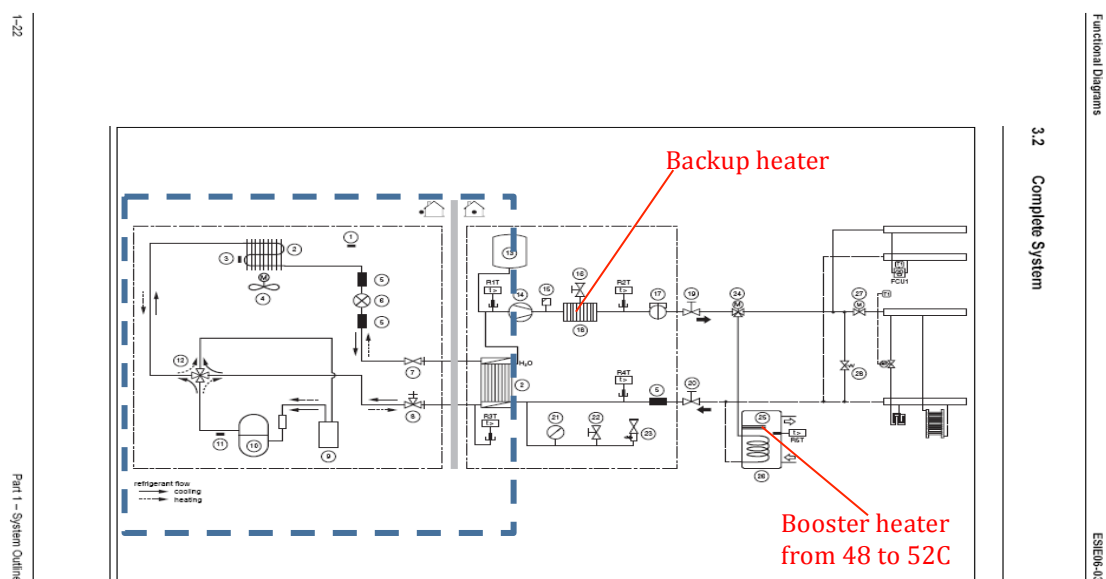 Functional Diagrams
3.2 Complete System
1-22
Part 1 – System Outline
Backup heater
1
2
3
M
4
5
6
5
7
8
9
10
11
12
13
R1T
t>
14
15
16
18
R2T
t>
17
19
M
24
M
27
T1
FCU1
28
H₂O
2
R3T
t>
R4T
t>
5
20
21
22
23
25
R5T
t>
26
refrigerant flow
cooling
heating
Booster heater
from 48 to 52C